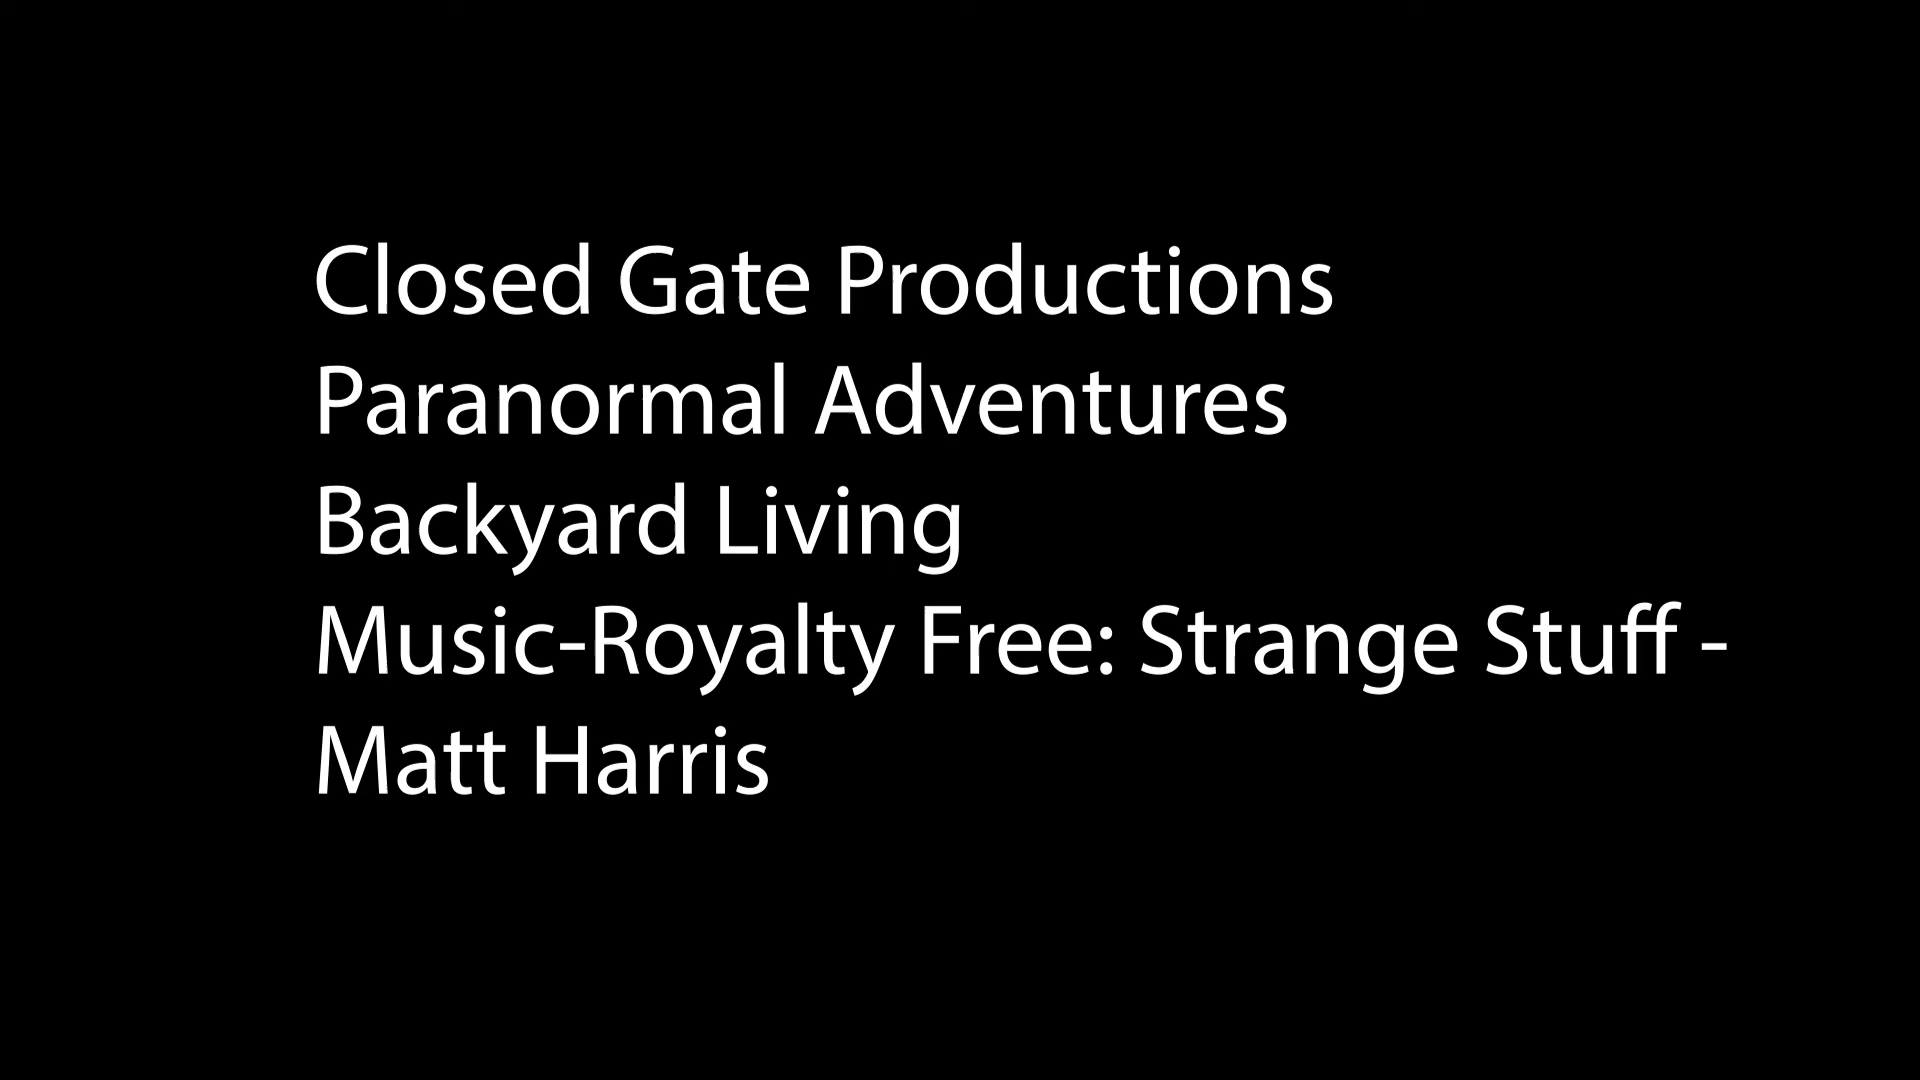 Closed Gate Productions
Paranormal Adventures
Backyard Living
Music-Royalty Free: Strange Stuff -
Matt Harris